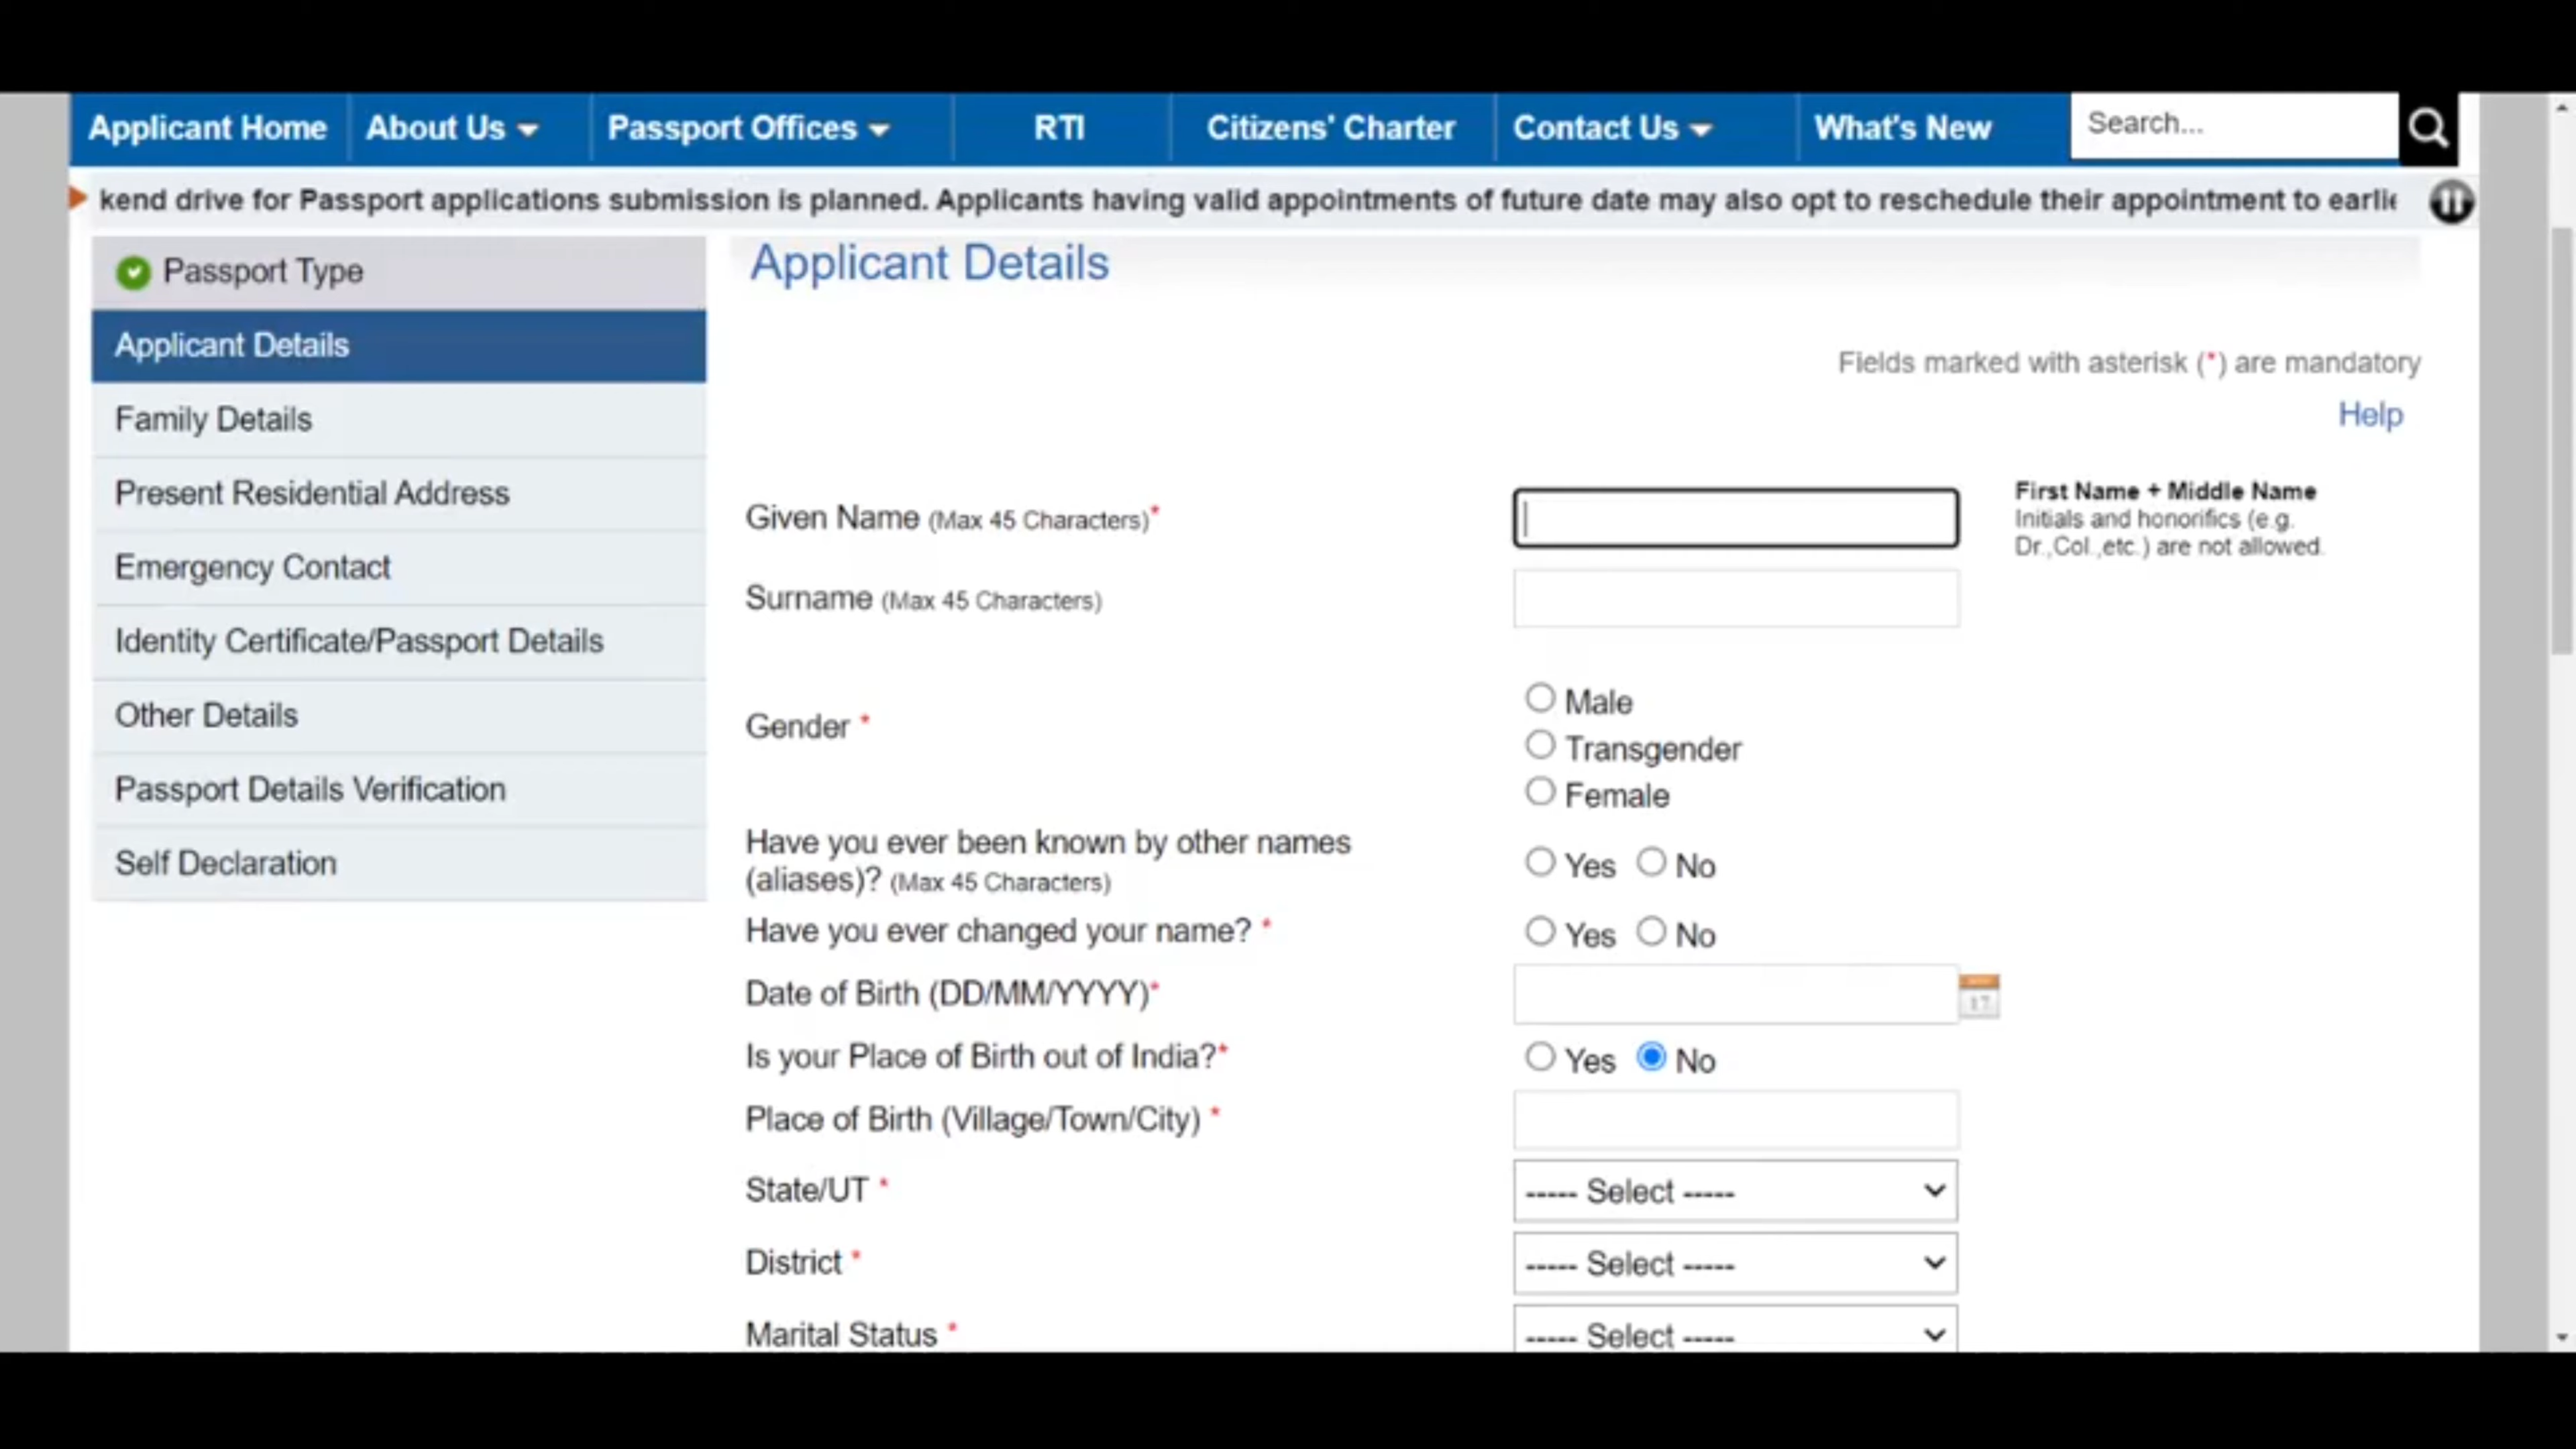 Applicant Home About Us Passport Offices RTI Citizens' Charter Contact Us What's New Search...
kend drive for Passport applications submission is planned. Applicants having valid appointments of future date may also opt to reschedule their appointment to earlie
Passport Type
Applicant Details
Family Details
Present Residential Address
Emergency Contact
Identity Certificate/Passport Details
Other Details
Passport Details Verification
Self Declaration
Applicant Details
Fields marked with asterisk (*) are mandatory
Help
Given Name (Max 45 Characters)*
First Name + Middle Name
Initials and honorifics (e.g.
Dr.,Col.,etc.) are not allowed.
Surname (Max 45 Characters)
Gender *
Male
Transgender
Female
Have you ever been known by other names
(aliases)? (Max 45 Characters)
Yes No
Have you ever changed your name? * Yes No
Date of Birth (DD/MM/YYYY)* 17
Is your Place of Birth out of India?* Yes No
Place of Birth (Village/Town/City) *
State/UT * ----- Select -----
District * ----- Select -----
Marital Status * ----- Select -----